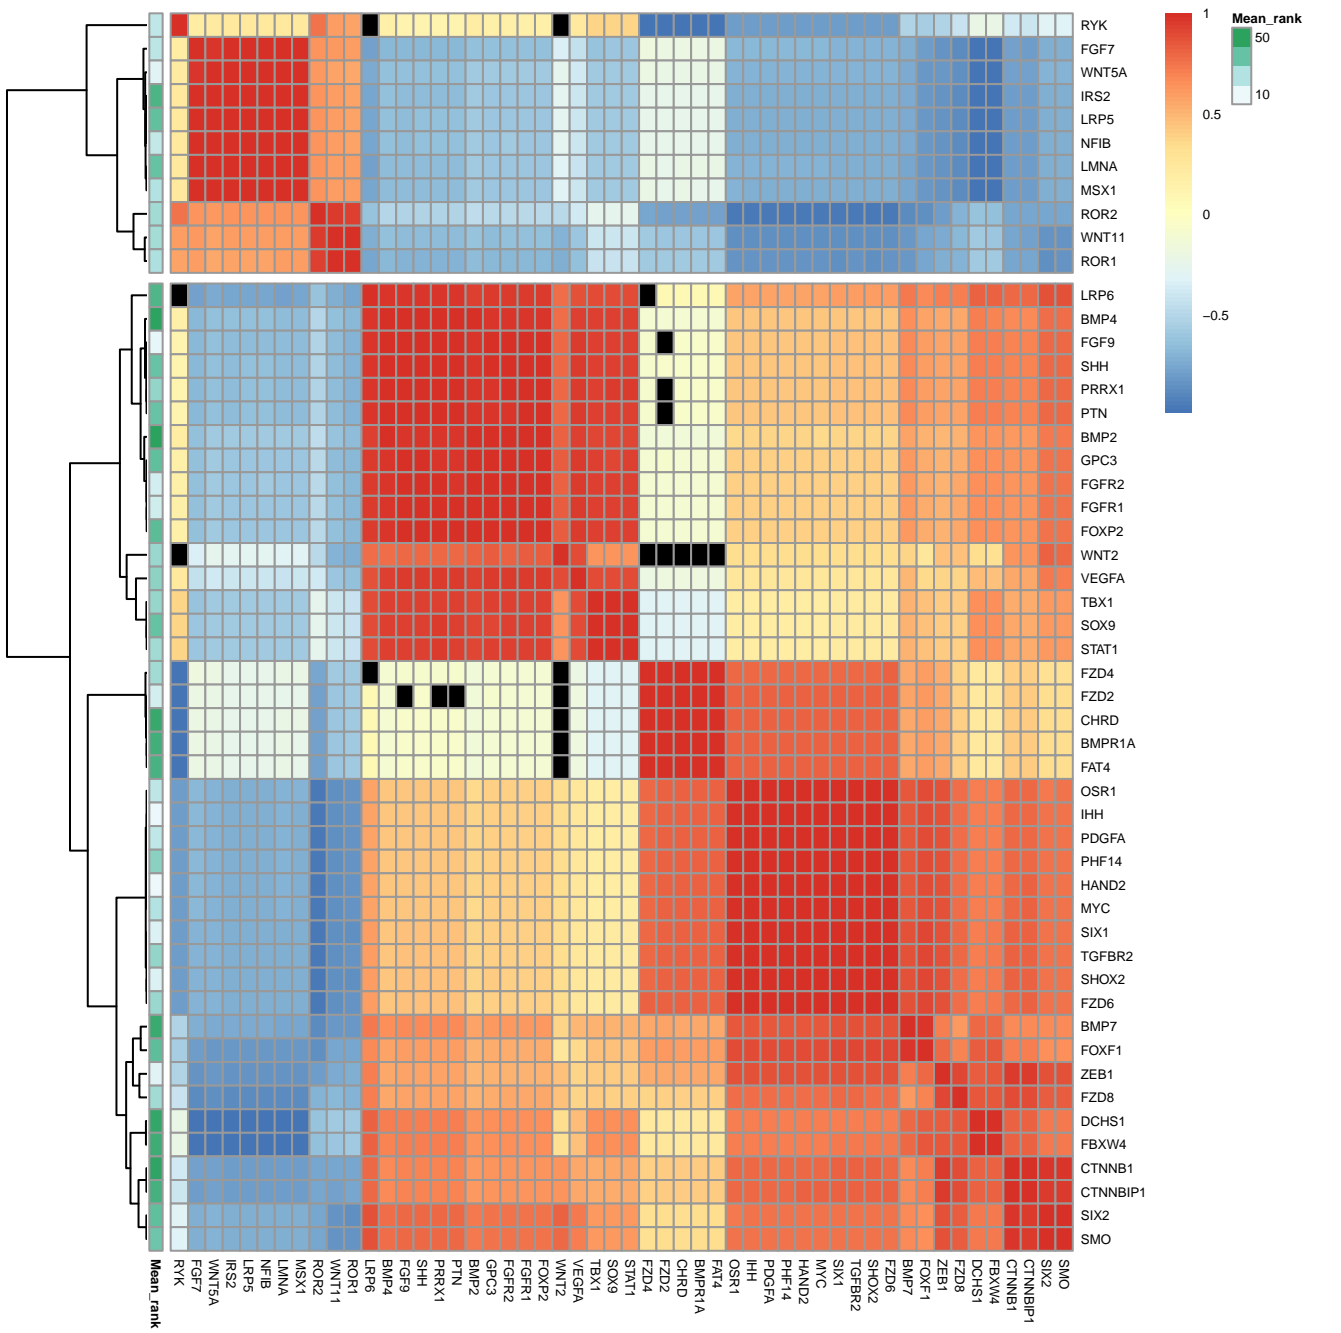 RYK
FGF7
WNT5A
IRS2
LRP5
NFIB
LMNA
MSX1
ROR2
WNT11
ROR1
LRP6
BMP4
FGF9
SHH
PRRX1
PTN
BMP2
GPC3
FGFR2
FGFR1
FOXP2
WNT2
VEGFA
TBX1
SOX9
STAT1
FZD4
FZD2
CHRD
BMPR1A
FAT4
OSR1
IHH
PDGFA
PHF14
HAND2
MYC
SIX1
TGFBR2
SHOX2
FZD6
BMP7
FOXF1
ZEB1
FZD8
DCHS1
FBXW4
CTNNB1
CTNNBIP1
SIX2
SMO
1
0.5
0
−0.5
Mean_rank
50
10
Mean_rank
RYK
FGF7
WNT5A
IRS2
LRP5
NFIB
LMNA
MSX1
ROR2
WNT11
ROR1
LRP6
BMP4
FGF9
SHH
PRRX1
PTN
BMP2
GPC3
FGFR2
FGFR1
FOXP2
WNT2
VEGFA
TBX1
SOX9
STAT1
FZD4
FZD2
CHRD
BMPR1A
FAT4
OSR1
IHH
PDGFA
PHF14
HAND2
MYC
SIX1
TGFBR2
SHOX2
FZD6
BMP7
FOXF1
ZEB1
FZD8
DCHS1
FBXW4
CTNNB1
CTNNBIP1
SIX2
SMO